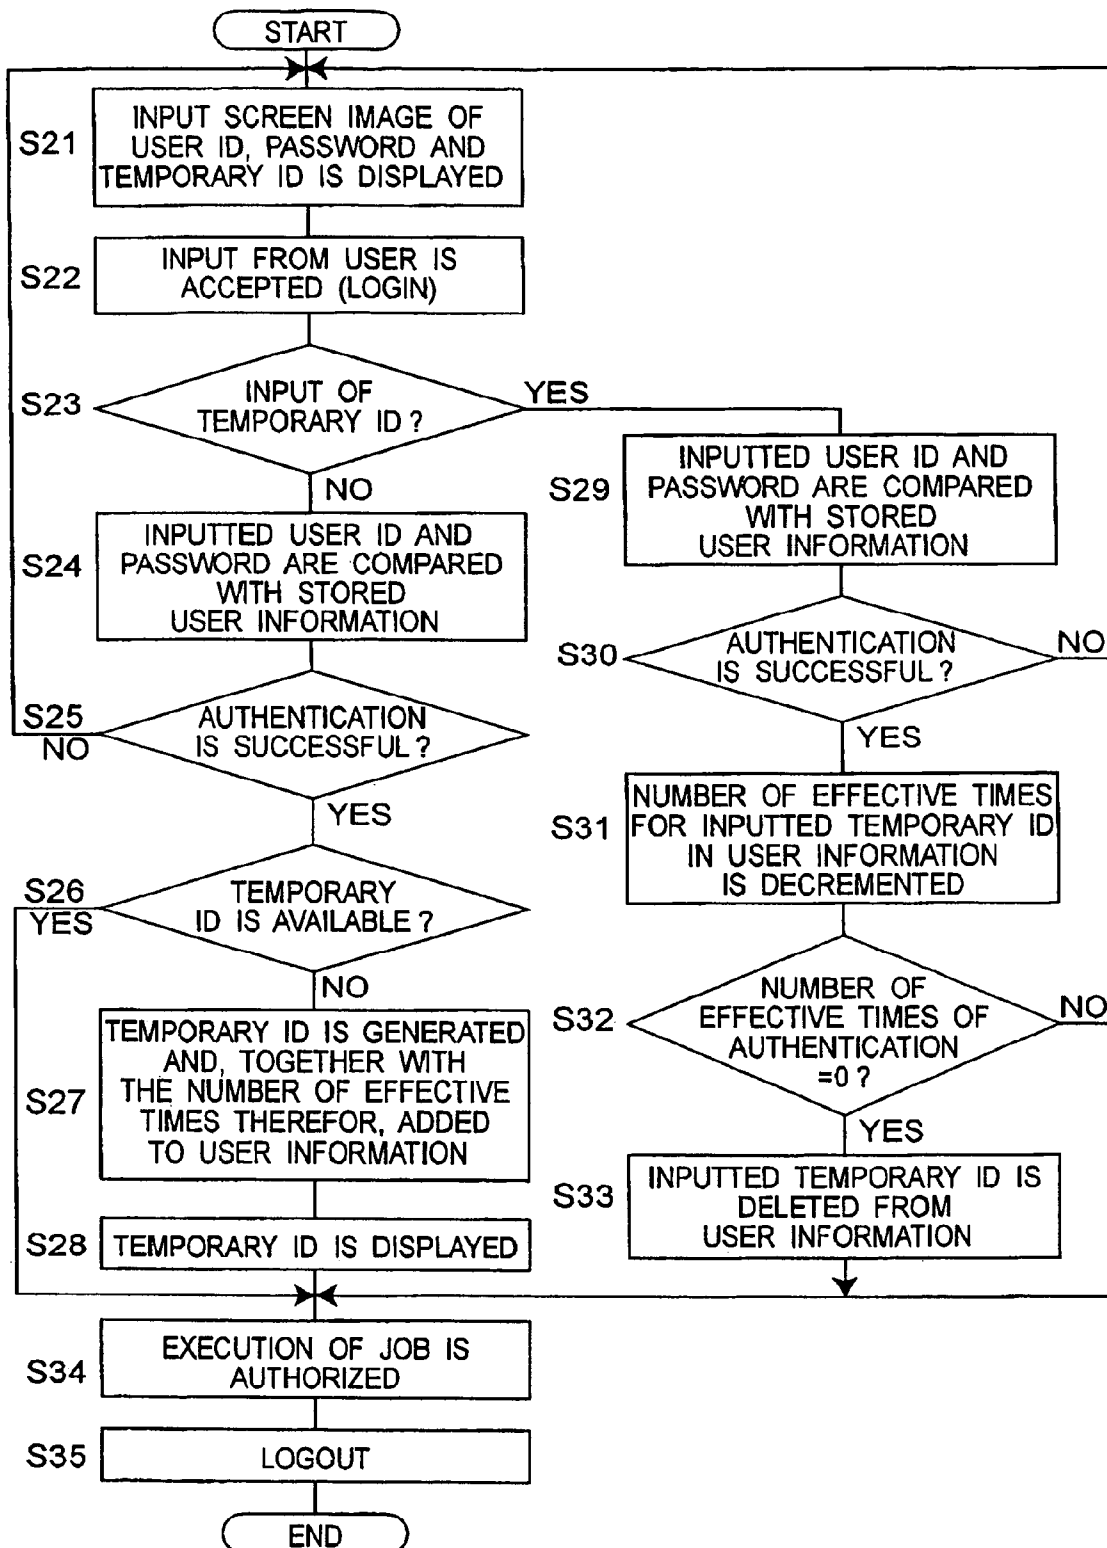 START
S21
INPUT SCREEN IMAGE OF
USER ID, PASSWORD AND
TEMPORARY ID IS DISPLAYED
S22
INPUT FROM USER IS
ACCEPTED (LOGIN)
S23
INPUT OF
TEMPORARY ID?
YES
NO
S24
INPUTTED USER ID AND
PASSWORD ARE COMPARED
WITH STORED
USER INFORMATION
S25
NO
AUTHENTICATION
IS SUCCESSFUL?
YES
S26
YES
TEMPORARY
ID IS AVAILABLE?
NO
S27
TEMPORARY ID IS GENERATED
AND, TOGETHER WITH
THE NUMBER OF EFFECTIVE
TIMES THEREFOR, ADDED
TO USER INFORMATION
S28
TEMPORARY ID IS DISPLAYED
S29
INPUTTED USER ID AND
PASSWORD ARE COMPARED
WITH STORED
USER INFORMATION
S30
AUTHENTICATION
IS SUCCESSFUL?
NO
YES
S31
NUMBER OF EFFECTIVE TIMES
FOR INPUTTED TEMPORARY ID
IN USER INFORMATION
IS DECREMENTED
S32
NUMBER OF
EFFECTIVE TIMES OF
AUTHENTICATION
=0?
NO
YES
S33
INPUTTED TEMPORARY ID IS
DELETED FROM
USER INFORMATION
S34
EXECUTION OF JOB IS
AUTHORIZED
S35
LOGOUT
END